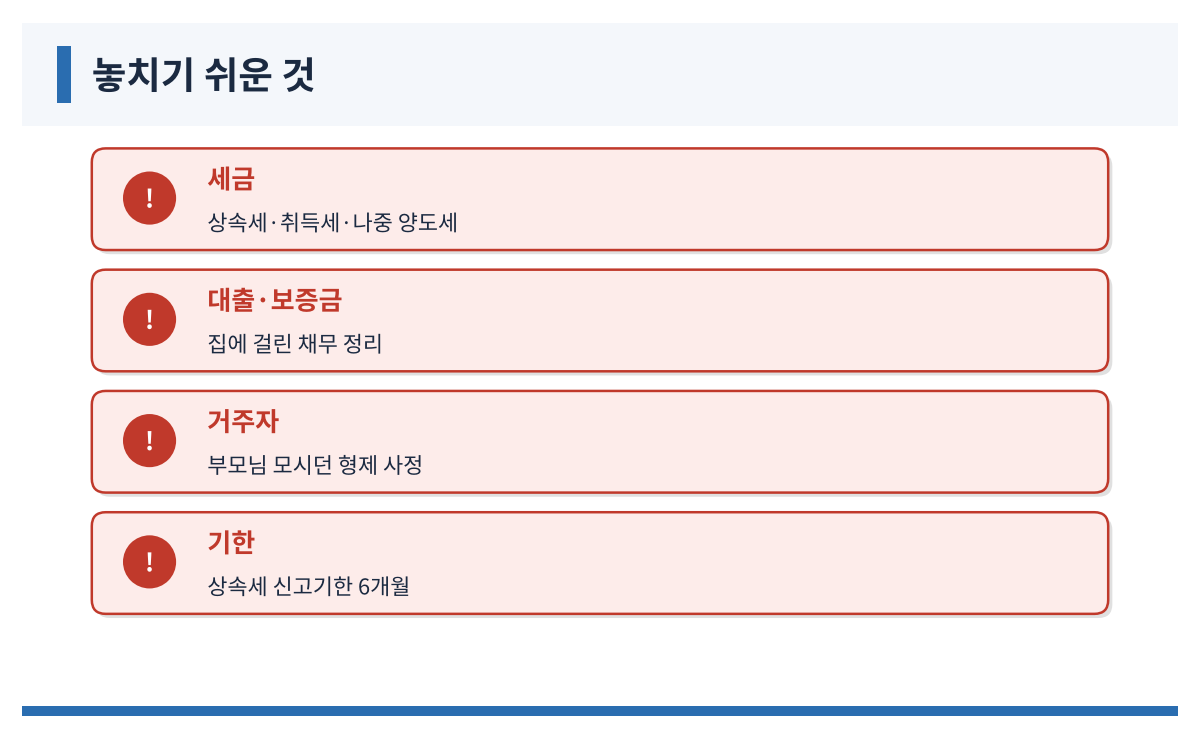 놓치기 쉬운 것
!
세금
상속세·취득세·나중 양도세
!
대출·보증금
집에 걸린 채무 정리
!
거주자
부모님 모시던 형제 사정
!
기한
상속세 신고기한 6개월